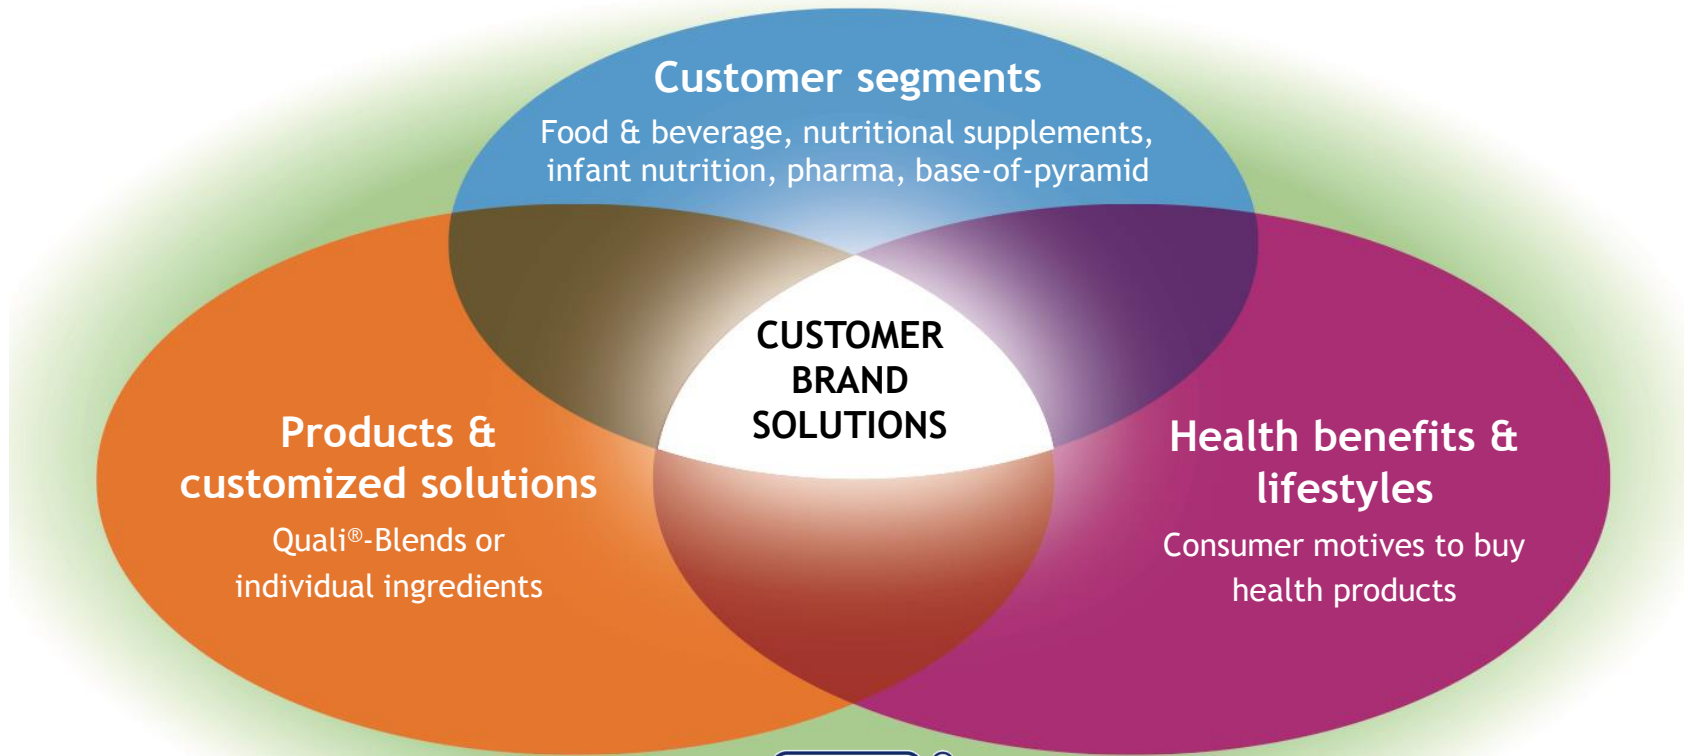 Customer segments
Food & beverage, nutritional supplements,
infant nutrition, pharma, base-of-pyramid
CUSTOMER
BRAND
SOLUTIONS
Products &
customized solutions
Quali®-Blends or
individual ingredients
Health benefits &
lifestyles
Consumer motives to buy
health products
®